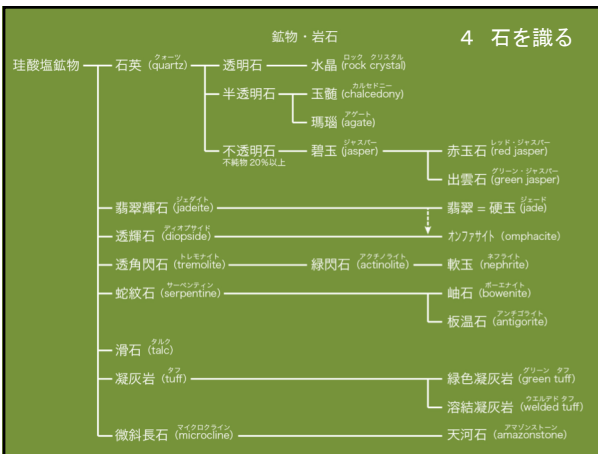 鉱物・岩石
4 石を識る
クォーツ ロック クリスタル
珪酸塩鉱物 石英 (quartz) 透明石 水晶 (rock crystal)
カルセドニー
半透明石 玉髄 (chalcedony)
アゲート
瑪瑙 (agate)
ジャスパー レッド・ジャスパー
不透明石 碧玉 (jasper) 赤玉石 (red jasper)
不純物 20%以上
グリーン・ジャスパー
出雲石 (green jasper)
ジェダイト ジェード
翡翠輝石 (jadeite) 翡翠 = 硬玉 (jade)
ディオプサイド
透輝石 (diopside) オンファサイト (omphacite)
トレモナイト アクチノライト ネフライト
透角閃石 (tremolite) 緑閃石 (actinolite) 軟玉 (nephrite)
サーペンティン ボーエナイト
蛇紋石 (serpentine) 岫石 (bowenite)
アンチゴライト
板温石 (antigorite)
タルク
滑石 (talc)
タフ グリーン タフ
凝灰岩 (tuff) 緑色凝灰岩 (green tuff)
ウエルデド タフ
溶結凝灰岩 (welded tuff)
マイクロクライン アマゾンストーン
微斜長石 (microcline) 天河石 (amazonstone)